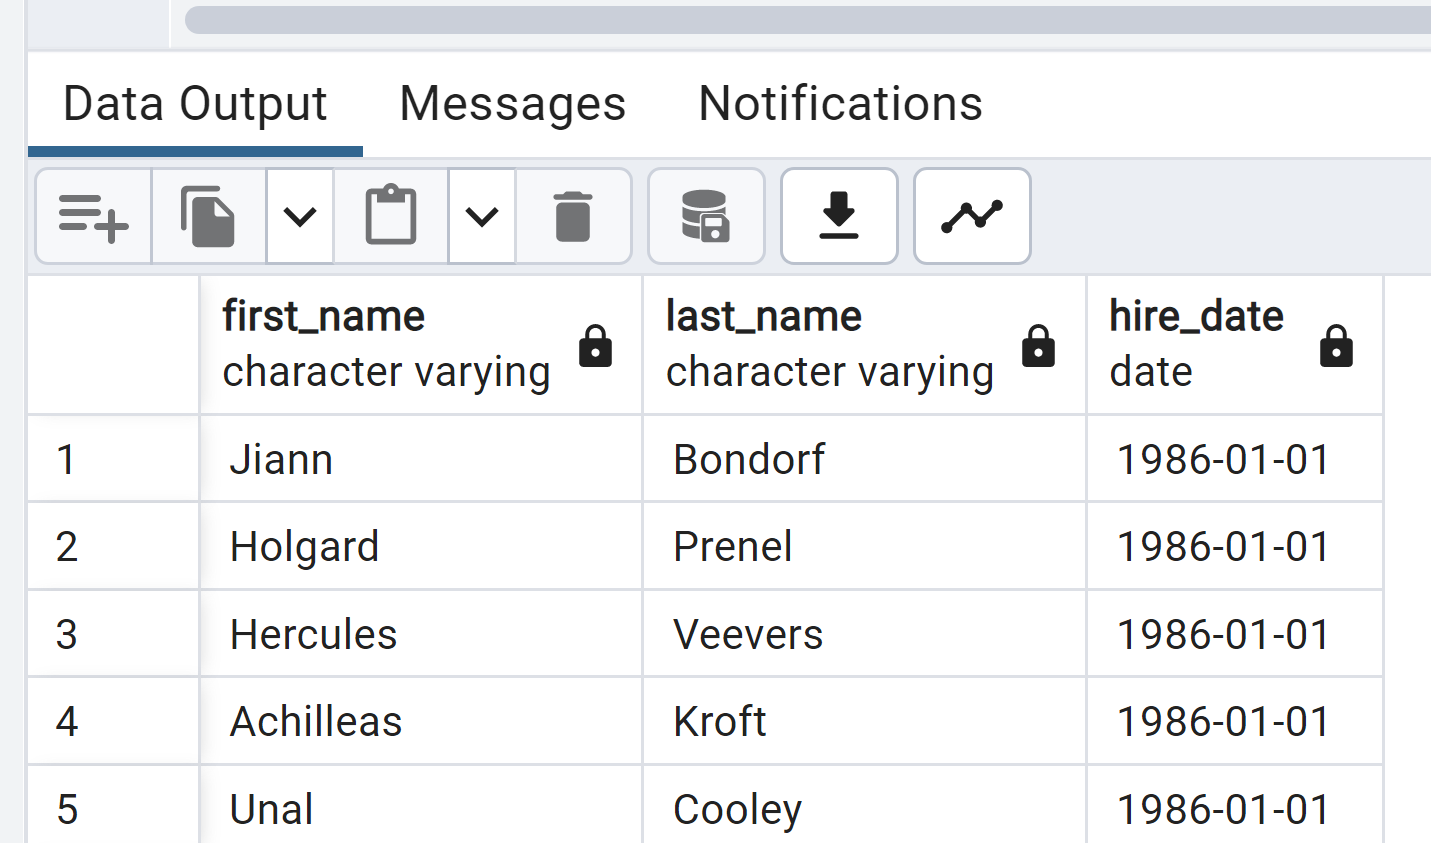 Data Output Messages Notifications
first_name last_name hire_date
character varying character varying date
1 Jiann Bondorf 1986-01-01
2 Holgard Prenel 1986-01-01
3 Hercules Veevers 1986-01-01
4 Achilleas Kroft 1986-01-01
5 Unal Cooley 1986-01-01